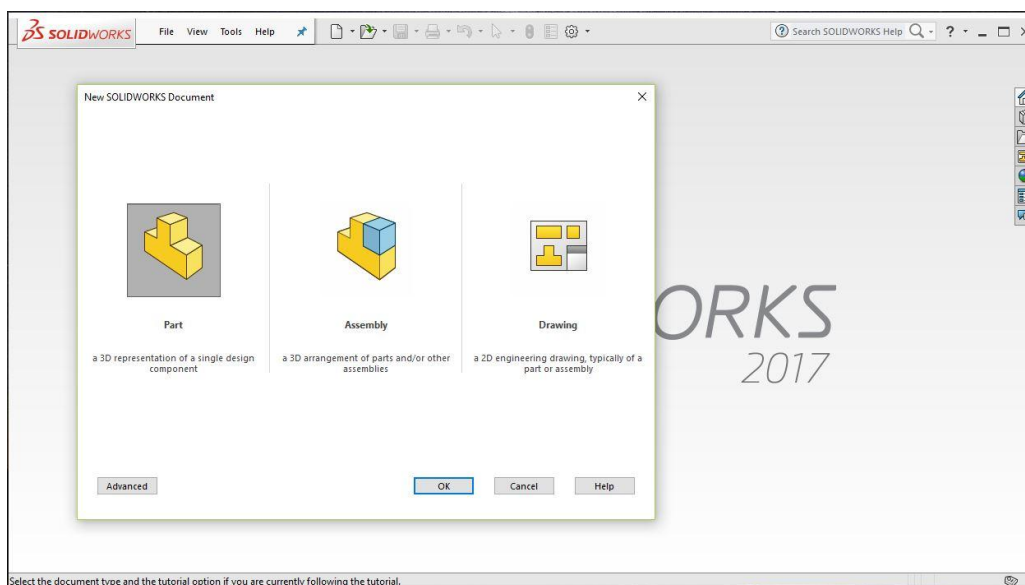 SOLIDWORKS File View Tools Help Search SOLIDWORKS Help ?
New SOLIDWORKS Document
Part Assembly Drawing
a 3D representation of a single design component
a 3D arrangement of parts and/or other assemblies
a 2D engineering drawing, typically of a part or assembly
ORKS
2017
Advanced OK Cancel Help
Select the document type and the tutorial option if you are currently following the tutorial.